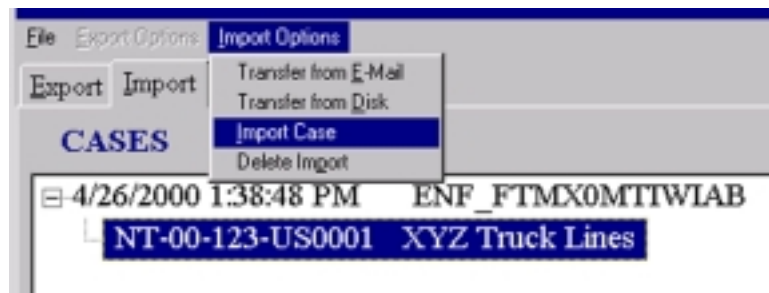 File Export Options Import Options
Export Import
Transfer from E-Mail
Transfer from Disk
Import Case
Delete Import
CASES
4/26/2000 1:38:48 PM ENF_FTMX0MTIWIAB
NT-00-123-US0001 XYZ Truck Lines